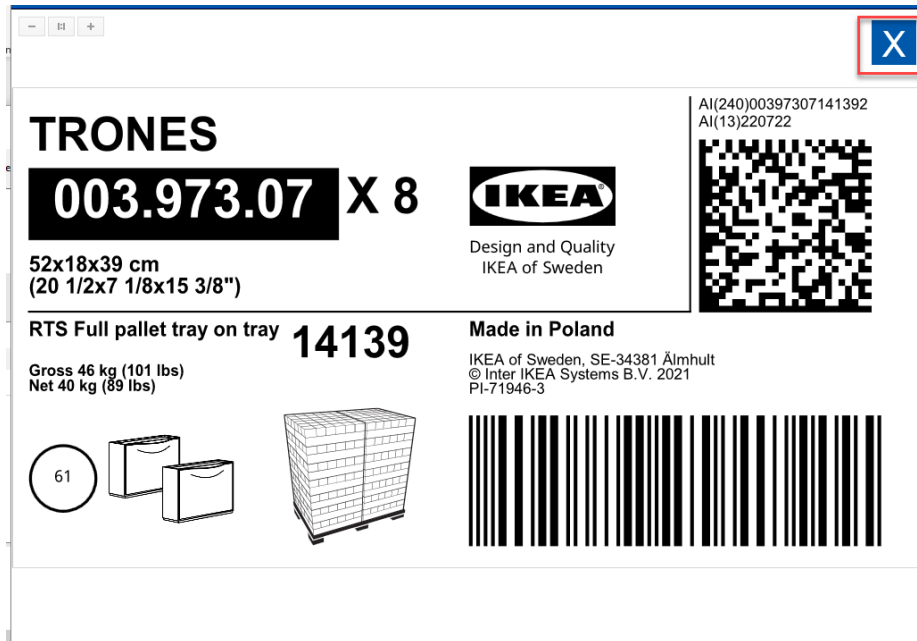 X
AI(240)00397307141392
AI(13)220722
TRONES
003.973.07 X 8
IKEA®
Design and Quality
IKEA of Sweden
52x18x39 cm
(20 1/2x7 1/8x15 3/8")
RTS Full pallet tray on tray 14139
Gross 46 kg (101 lbs)
Net 40 kg (89 lbs)
Made in Poland
IKEA of Sweden, SE-34381 Älmhult
© Inter IKEA Systems B.V. 2021
PI-71946-3
61